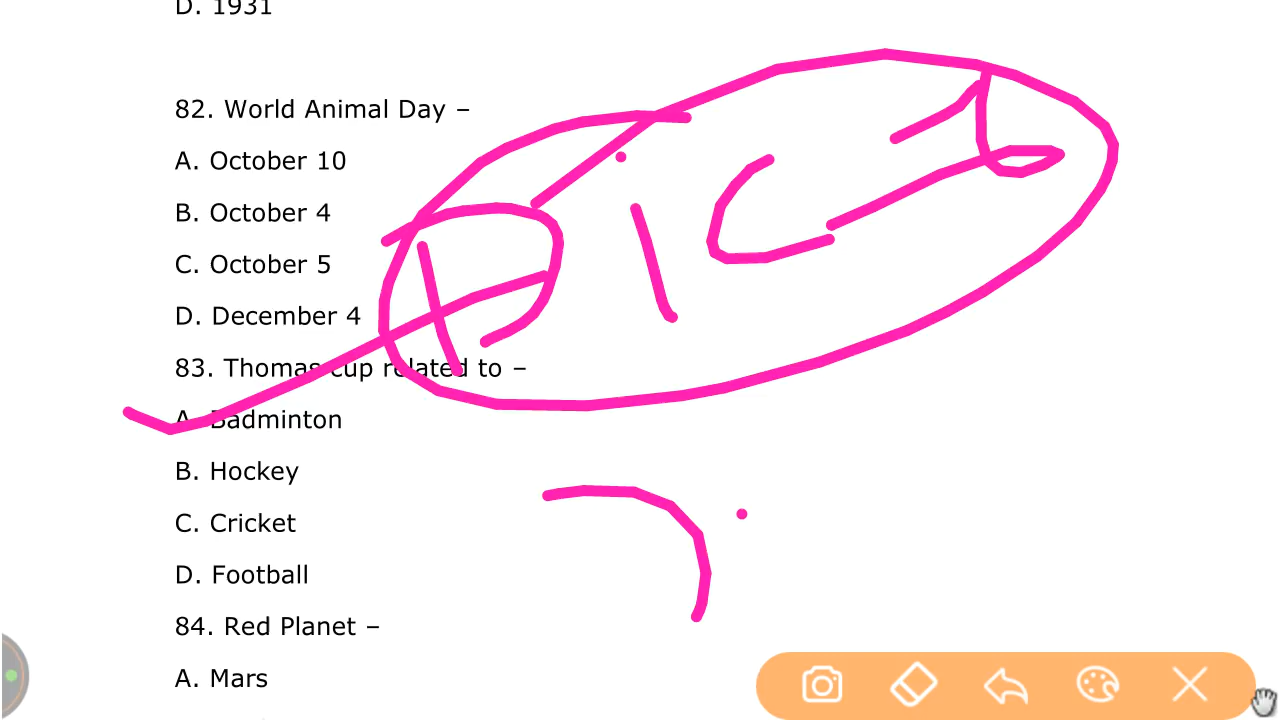 D. 1931
82. World Animal Day –
A. October 10
B. October 4
C. October 5
D. December 4
83. Thomas cup related to –
A. Badminton
B. Hockey
C. Cricket
D. Football
84. Red Planet –
A. Mars